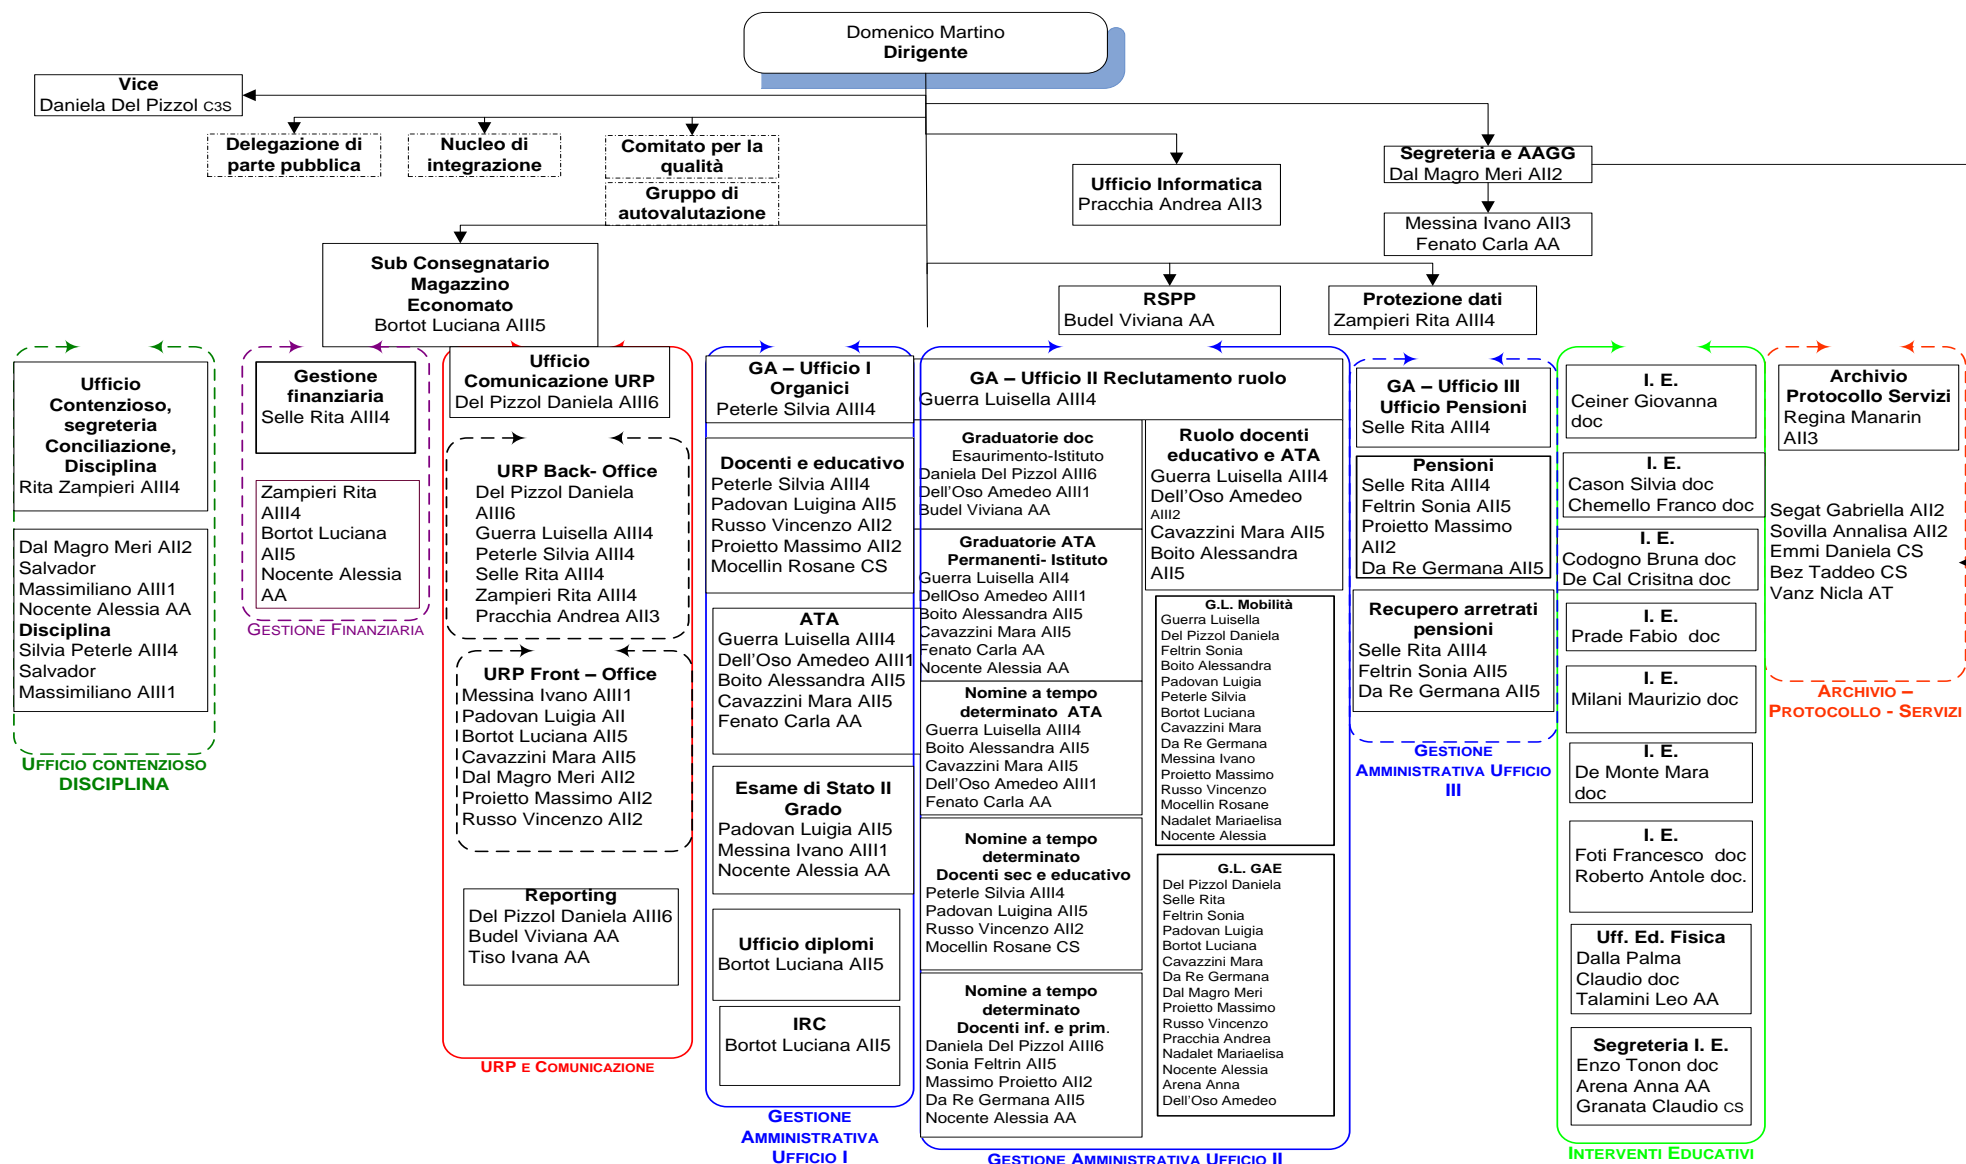 Domenico Martino
Dirigente
Vice
Daniela Del Pizzol C3S
Delegazione di
parte pubblica
Nucleo di
integrazione
Comitato per la
qualità
Gruppo di
autovalutazione
Ufficio Informatica
Pracchia Andrea AII3
Segreteria e AAGG
Dal Magro Meri AII2
Messina Ivano AII3
Fenato Carla AA
Sub Consegnatario
Magazzino
Economato
Bortot Luciana AIII5
RSPP
Budel Viviana AA
Protezione dati
Zampieri Rita AIII4
Ufficio
Contenzioso,
segreteria
Conciliazione,
Disciplina
Rita Zampieri AIII4
Dal Magro Meri AII2
Salvador
Massimiliano AIII1
Nocente Alessia AA
Disciplina
Silvia Peterle AIII4
Salvador
Massimiliano AIII1
UFFICIO CONTENZIOSO
DISCIPLINA
Gestione
finanziaria
Selle Rita AIII4
Zampieri Rita
AIII4
Bortot Luciana
AII5
Nocente Alessia
AA
GESTIONE FINANZIARIA
Ufficio
Comunicazione URP
Del Pizzol Daniela AIII6
URP Back- Office
Del Pizzol Daniela
AIII6
Guerra Luisella AIII4
Peterle Silvia AIII4
Selle Rita AIII4
Zampieri Rita AIII4
Pracchia Andrea AII3
URP Front – Office
Messina Ivano AIII1
Padovan Luigia AII
Bortot Luciana AII5
Cavazzini Mara AII5
Dal Magro Meri AII2
Proietto Massimo AII2
Russo Vincenzo AII2
Reporting
Del Pizzol Daniela AIII6
Budel Viviana AA
Tiso Ivana AA
URP E COMUNICAZIONE
GA – Ufficio I
Organici
Peterle Silvia AIII4
Docenti e educativo
Peterle Silvia AIII4
Padovan Luigina AII5
Russo Vincenzo AII2
Proietto Massimo AII2
Mocellin Rosane CS
ATA
Guerra Luisella AIII4
Dell'Oso Amedeo AIII1
Boito Alessandra AII5
Cavazzini Mara AII5
Fenato Carla AA
Esame di Stato II
Grado
Padovan Luigia AII5
Messina Ivano AIII1
Nocente Alessia AA
Ufficio diplomi
Bortot Luciana AII5
IRC
Bortot Luciana AII5
GESTIONE
AMMINISTRATIVA
UFFICIO I
GA – Ufficio II Reclutamento ruolo
Guerra Luisella AIII4
Graduatorie doc
Esaurimento-Istituto
Daniela Del Pizzol AIII6
Dell'Oso Amedeo AIII1
Budel Viviana AA
Graduatorie ATA
Permanenti- Istituto
Guerra Luisella AII4
DellOso Amedeo AIII1
Boito Alessandra AII5
Cavazzini Mara AII5
Fenato Carla AA
Nocente Alessia AA
Nomine a tempo
determinato ATA
Guerra Luisella AIII4
Boito Alessandra AII5
Cavazzini Mara AII5
Dell'Oso Amedeo AIII1
Fenato Carla AA
Nomine a tempo
determinato
Docenti sec e educativo
Peterle Silvia AIII4
Padovan Luigina AII5
Russo Vincenzo AII2
Mocellin Rosane CS
Nomine a tempo
determinato
Docenti inf. e prim.
Daniela Del Pizzol AIII6
Sonia Feltrin AII5
Massimo Proietto AII2
Da Re Germana AII5
Nocente Alessia AA
Ruolo docenti
educativo e ATA
Guerra Luisella AIII4
Dell'Oso Amedeo
AIII2
Cavazzini Mara AII5
Boito Alessandra
AII5
G.L. Mobilità
Guerra Luisella
Del Pizzol Daniela
Feltrin Sonia
Boito Alessandra
Padovan Luigia
Peterle Silvia
Bortot Luciana
Cavazzini Mara
Da Re Germana
Messina Ivano
Proietto Massimo
Russo Vincenzo
Mocellin Rosane
Nadalet Mariaelisa
Nocente Alessia
G.L. GAE
Del Pizzol Daniela
Selle Rita
Feltrin Sonia
Padovan Luigia
Bortot Luciana
Cavazzini Mara
Da Re Germana
Dal Magro Meri
Proietto Massimo
Russo Vincenzo
Pracchia Andrea
Nadalet Mariaelisa
Nocente Alessia
Arena Anna
Dell'Oso Amedeo
GESTIONE AMMINISTRATIVA UFFICIO II
GA – Ufficio III
Ufficio Pensioni
Selle Rita AIII4
Pensioni
Selle Rita AIII4
Feltrin Sonia AII5
Proietto Massimo
AII2
Da Re Germana AII5
Recupero arretrati
pensioni
Selle Rita AIII4
Feltrin Sonia AII5
Da Re Germana AII5
GESTIONE
AMMINISTRATIVA UFFICIO
III
I. E.
Ceiner Giovanna
doc
I. E.
Cason Silvia doc
Chemello Franco doc
I. E.
Codogno Bruna doc
De Cal Crisitna doc
I. E.
Prade Fabio doc
I. E.
Milani Maurizio doc
I. E.
De Monte Mara
doc
I. E.
Foti Francesco doc
Roberto Antole doc.
Uff. Ed. Fisica
Dalla Palma
Claudio doc
Talamini Leo AA
Segreteria I. E.
Enzo Tonon doc
Arena Anna AA
Granata Claudio CS
INTERVENTI EDUCATIVI
Archivio
Protocollo Servizi
Regina Manarin
AII3
Segat Gabriella AII2
Sovilla Annalisa AII2
Emmi Daniela CS
Bez Taddeo CS
Vanz Nicla AT
ARCHIVIO –
PROTOCOLLO - SERVIZI